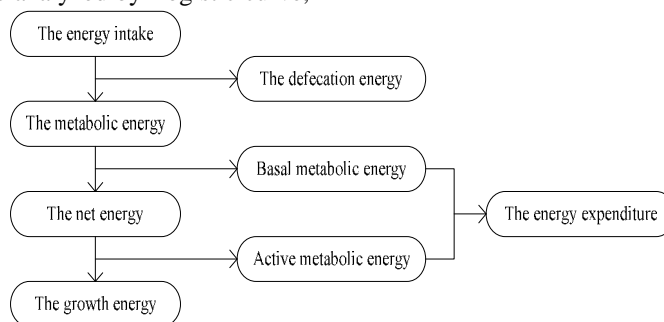 The energy intake
The defecation energy
The metabolic energy
Basal metabolic energy
The net energy
The energy expenditure
Active metabolic energy
The growth energy